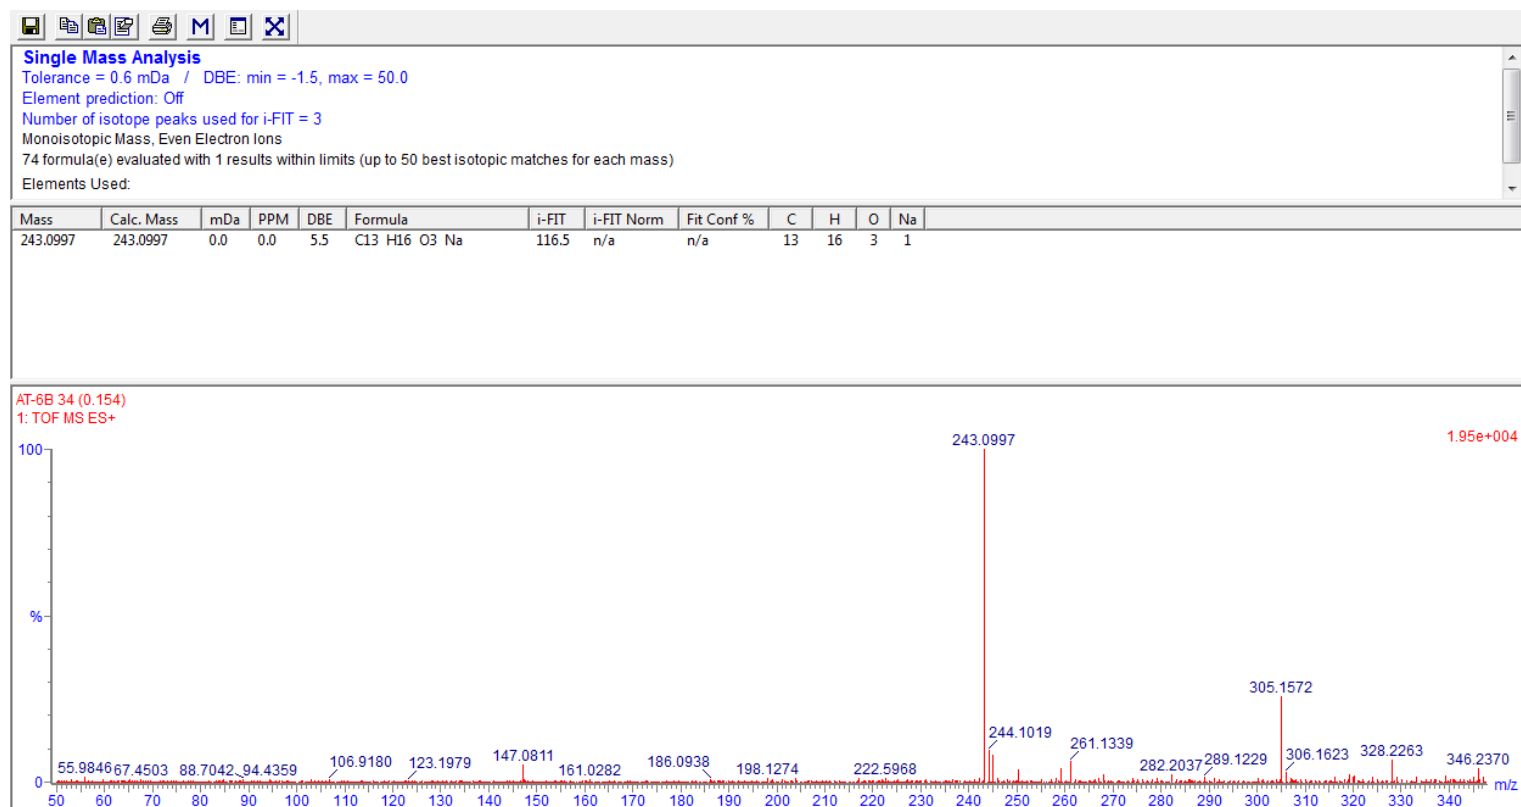 M
Single Mass Analysis
Tolerance = 0.6 mDa / DBE: min = -1.5, max = 50.0
Element prediction: Off
Number of isotope peaks used for i-FIT = 3
Monoisotopic Mass, Even Electron Ions
74 formula(e) evaluated with 1 results within limits (up to 50 best isotopic matches for each mass)
Elements Used:
Mass Calc. Mass mDa PPM DBE Formula i-FIT i-FIT Norm Fit Conf % C H O Na
243.0997 243.0997 0.0 0.0 5.5 C13 H16 O3 Na 116.5 n/a n/a 13 16 3 1
AT-6B 34 (0.154)
1: TOF MS ES+
1.95e+004
100
%
0
243.0997
305.1572
244.1019
261.1339
147.0811
55.9846 67.4503 88.7042 94.4359 106.9180 123.1979 161.0282 186.0938 198.1274 222.5968 282.2037 289.1229 306.1623 328.2263 346.2370
50 60 70 80 90 100 110 120 130 140 150 160 170 180 190 200 210 220 230 240 250 260 270 280 290 300 310 320 330 340 m/z